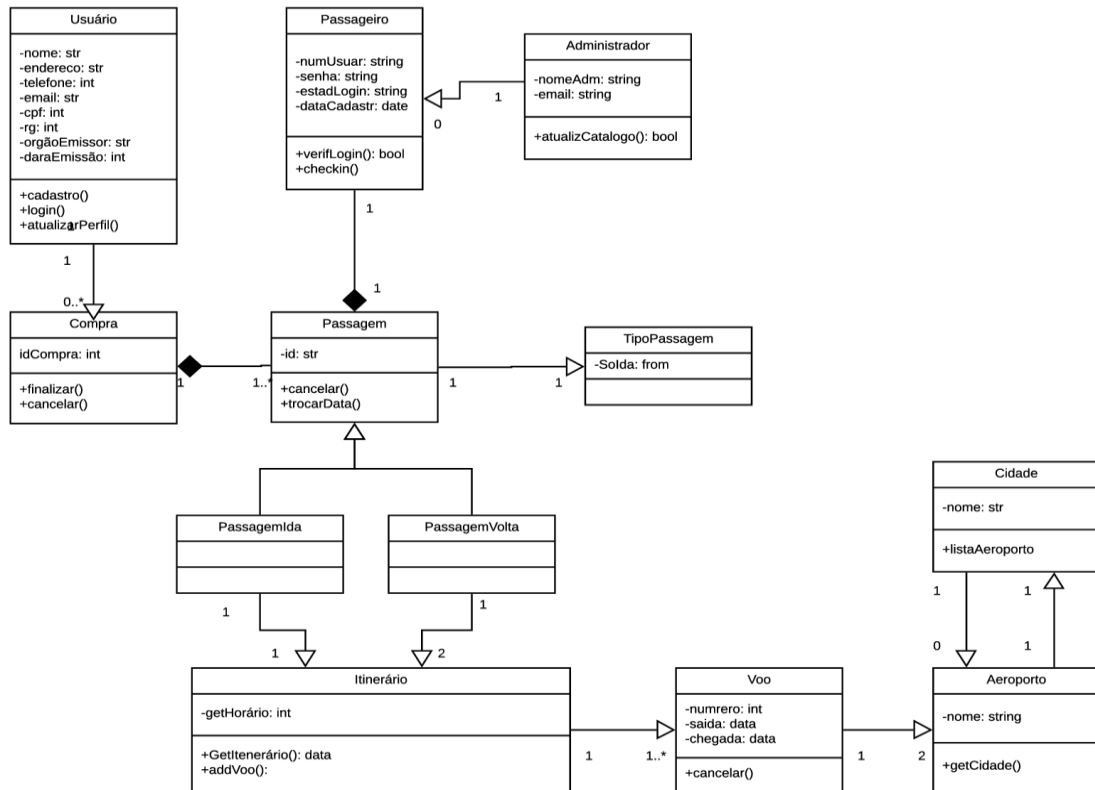 Usuário
-nome: str
-endereco: str
-telefone: int
-email: str
-cpf: int
-rg: int
-orgãoEmissor: str
-daraEmissão: int
+cadastro()
+login()
+atualizarPerfil()
1
1
0..*
Passageiro
-numUsuar: string
-senha: string
-estadLogin: string
-dataCadastr: date
+verifLogin(): bool
+checkin()
1
1
0
1
Administrador
-nomeAdm: string
-email: string
+atualizCatalogo(): bool
Compra
idCompra: int
+finalizar()
+cancelar()
1
1..*
Passagem
-id: str
+cancelar()
+trocarData()
1
1
TipoPassagem
-SoIda: from
PassagemIda
1
1
PassagemVolta
1
2
Cidade
-nome: str
+listaAeroporto
1
0
1
1
Itinerário
-getHorário: int
+GetItenerário(): data
+addVoo():
1
1..*
Voo
-numrero: int
-saida: data
-chegada: data
+cancelar()
1
2
Aeroporto
-nome: string
+getCidade()